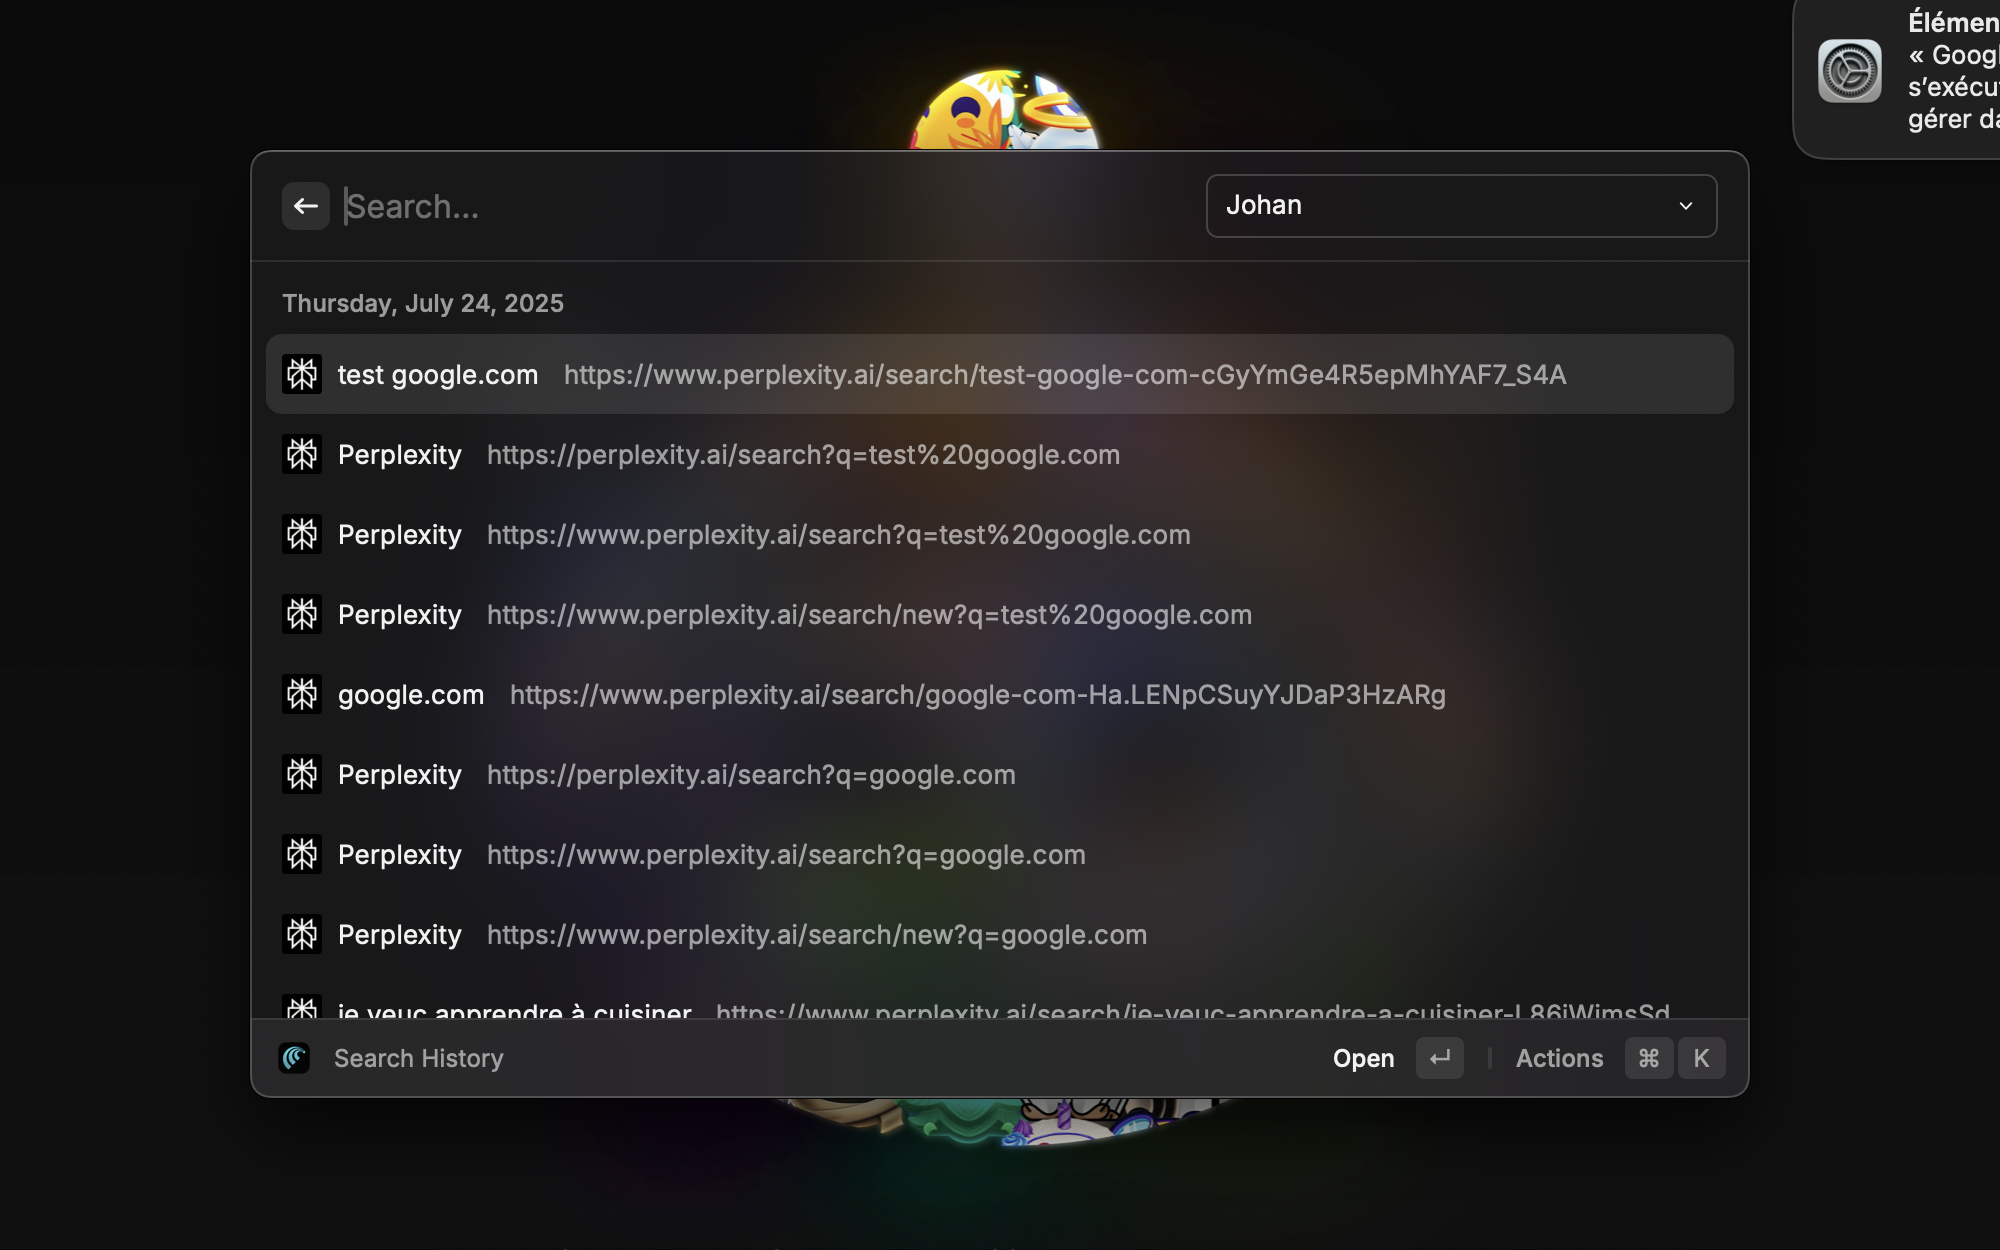 Élémen
« Googl
s'exécut
gérer da
Search...
Johan
Thursday, July 24, 2025
test google.com https://www.perplexity.ai/search/test-google-com-cGyYmGe4R5epMhYAF7_S4A
Perplexity https://perplexity.ai/search?q=test%20google.com
Perplexity https://www.perplexity.ai/search?q=test%20google.com
Perplexity https://www.perplexity.ai/search/new?q=test%20google.com
google.com https://www.perplexity.ai/search/google-com-Ha.LENpCSuyYJDaP3HzARg
Perplexity https://perplexity.ai/search?q=google.com
Perplexity https://www.perplexity.ai/search?q=google.com
Perplexity https://www.perplexity.ai/search/new?q=google.com
je veuc apprendre à cuisiner https://www.perplexity.ai/search/je-veuc-apprendre-a-cuisiner-L86jWjmsSd
Search History
Open ↵ | Actions ⌘ K